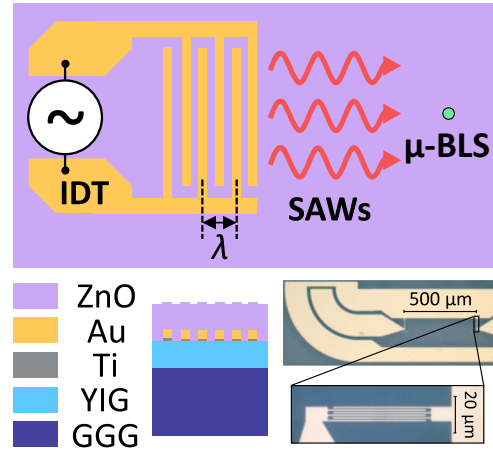 IDT
λ
SAWs
μ-BLS
ZnO
Au
Ti
YIG
GGG
500 μm
20 μm